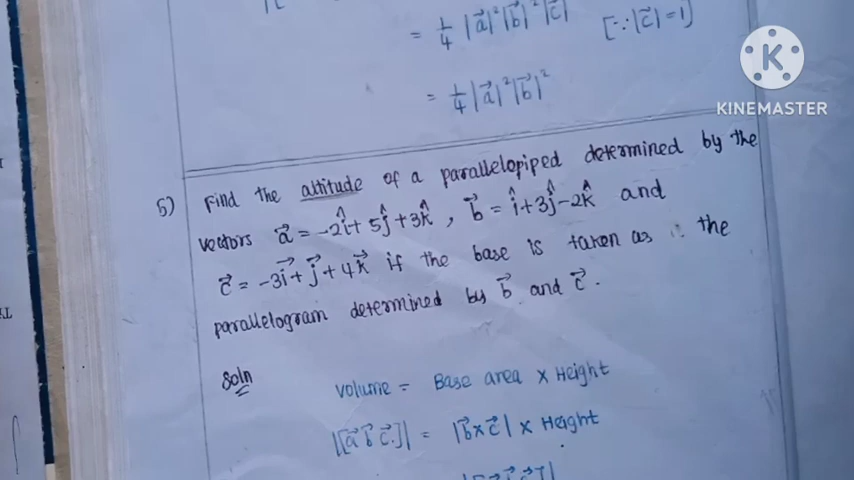 = 1/4 |a⃗|² |b⃗|² |c⃗| [∵ |c⃗| = 1]
= 1/4 |a⃗|² |b⃗|²
KINEMASTER
5) Find the altitude of a parallelopiped determined by the
vectors a⃗ = -2î + 5ĵ + 3k̂, b⃗ = î + 3ĵ - 2k̂ and
c⃗ = -3i⃗ + j⃗ + 4k⃗ if the base is taken as the
parallelogram determined by b⃗ and c⃗.
Soln
Volume = Base area × Height
|[a⃗ b⃗ c⃗]| = |b⃗ × c⃗| × Height